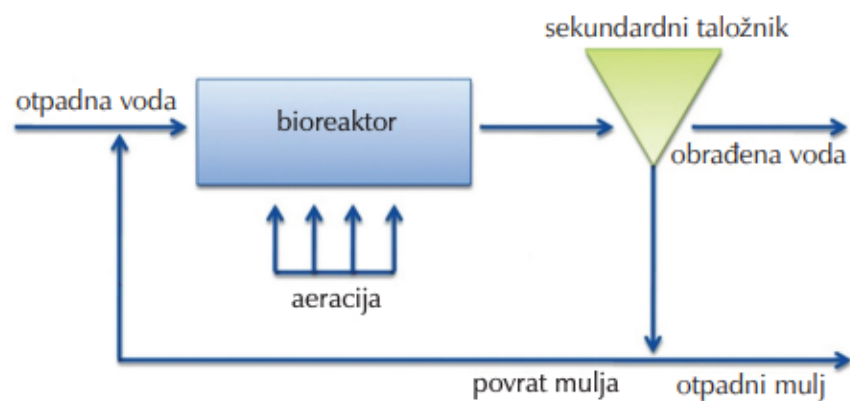 sekundardni taložnik
otpadna voda
bioreaktor
obrađena voda
aeracija
povrat mulja
otpadni mulj